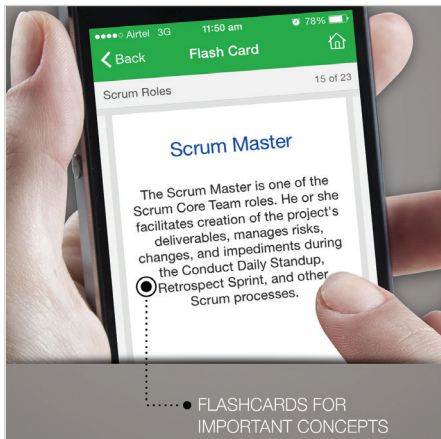 Airtel 3G 11:50 am 78%
Back Flash Card
Scrum Roles 15 of 23
Scrum Master
The Scrum Master is one of the
Scrum Core Team roles. He or she
facilitates creation of the project's
deliverables, manages risks,
changes, and impediments during
the Conduct Daily Standup,
Retrospect Sprint, and other
Scrum processes.
FLASHCARDS FOR
IMPORTANT CONCEPTS